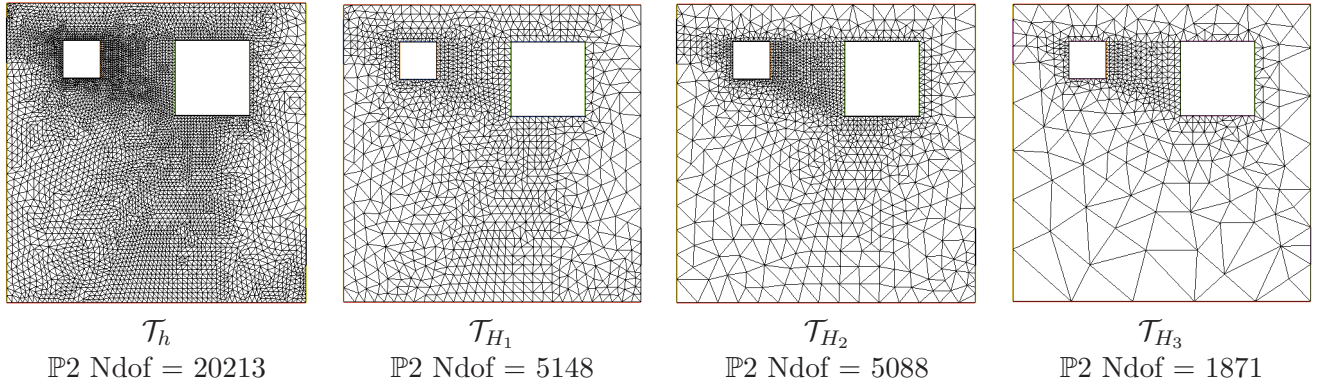 𝒯_h
ℙ2 Ndof = 20213
𝒯_{H_1}
ℙ2 Ndof = 5148
𝒯_{H_2}
ℙ2 Ndof = 5088
𝒯_{H_3}
ℙ2 Ndof = 1871